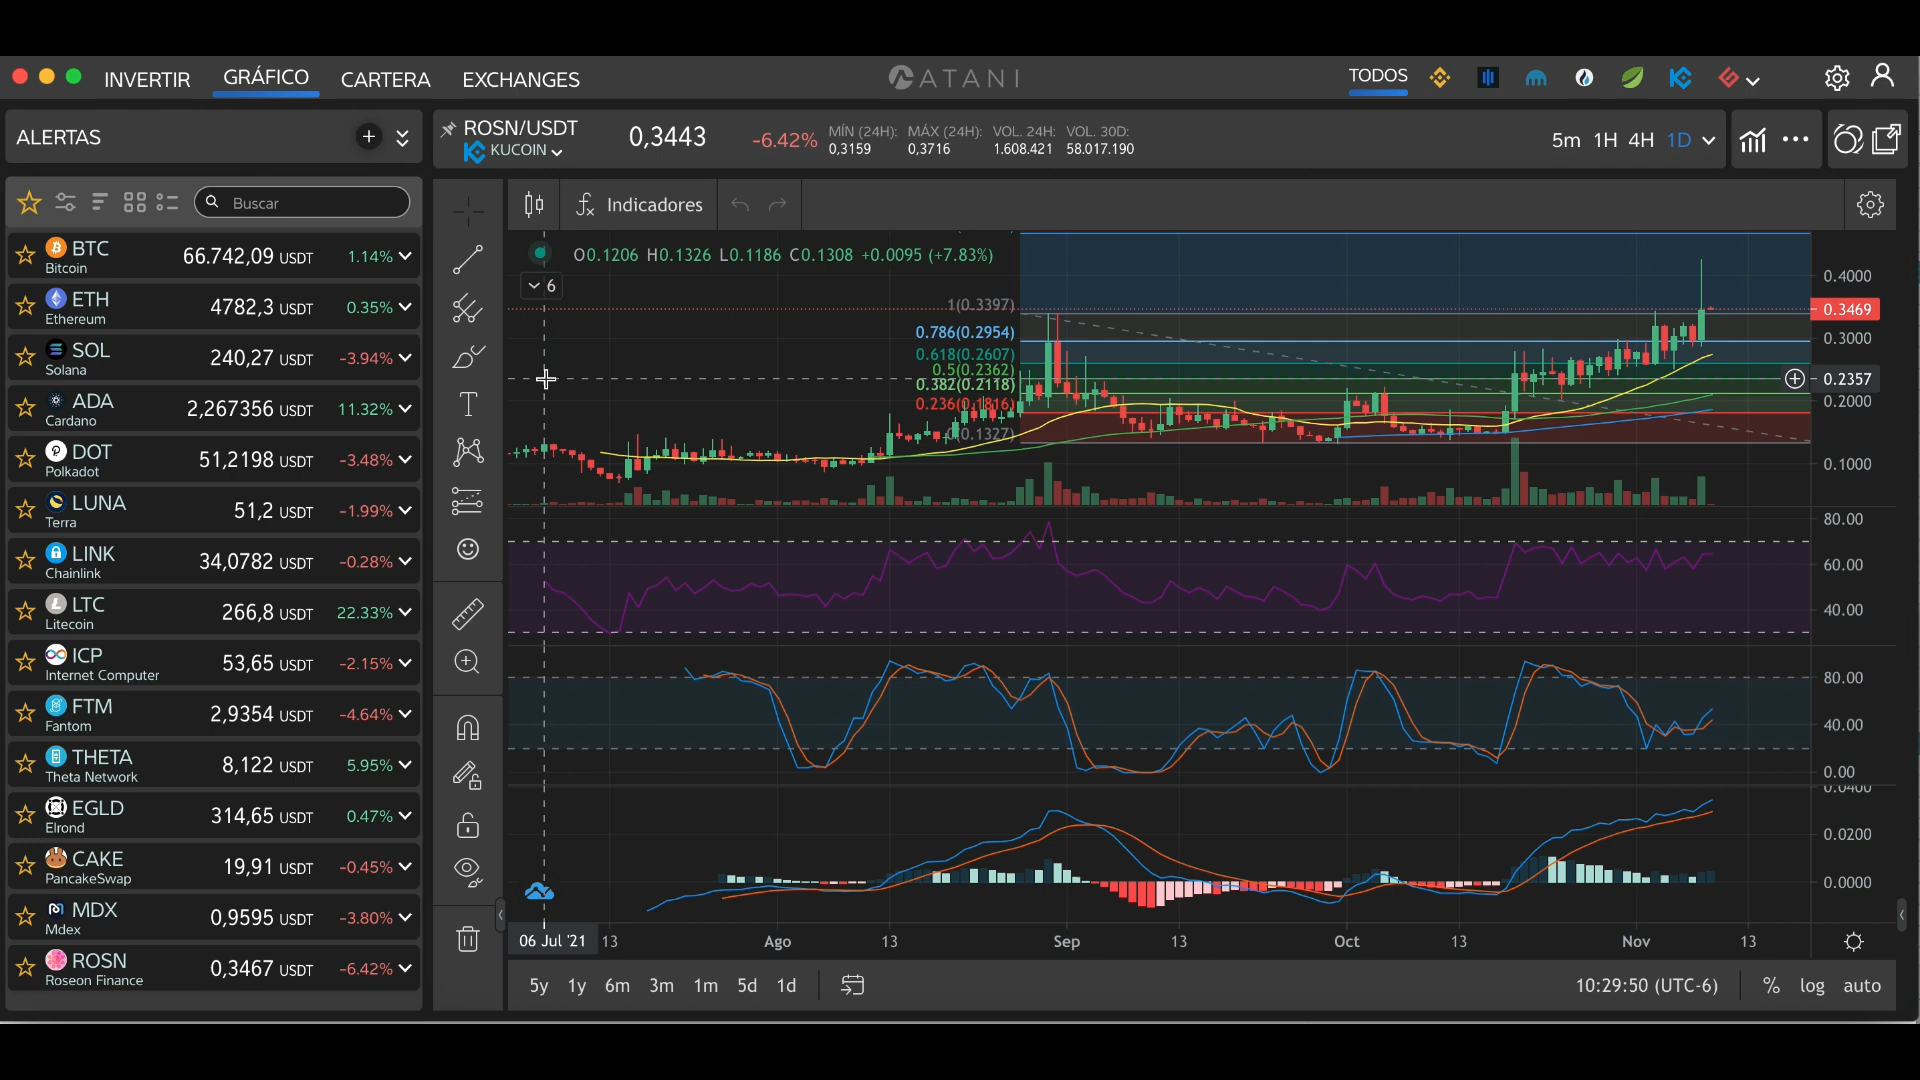 INVERTIR GRÁFICO CARTERA EXCHANGES ATANI TODOS
ALERTAS
ROSN/USDT
KUCOIN
0,3443 -6.42%
MÍN (24H): MÁX (24H): VOL. 24H: VOL. 30D:
0,3159 0,3716 1.608.421 58.017.190
5m 1H 4H 1D
Buscar
Indicadores
O0.1206 H0.1326 L0.1186 C0.1308 +0.0095 (+7.83%)
6
BTC 66.742,09 USDT 1.14%
Bitcoin
ETH 4782,3 USDT 0.35%
Ethereum
SOL 240,27 USDT -3.94%
Solana
ADA 2,267356 USDT 11.32%
Cardano
DOT 51,2198 USDT -3.48%
Polkadot
LUNA 51,2 USDT -1.99%
Terra
LINK 34,0782 USDT -0.28%
Chainlink
LTC 266,8 USDT 22.33%
Litecoin
ICP 53,65 USDT -2.15%
Internet Computer
FTM 2,9354 USDT -4.64%
Fantom
THETA 8,122 USDT 5.95%
Theta Network
EGLD 314,65 USDT 0.47%
Elrond
CAKE 19,91 USDT -0.45%
PancakeSwap
MDX 0,9595 USDT -3.80%
Mdex
ROSN 0,3467 USDT -6.42%
Roseon Finance
1(0.3397)
0.786(0.2954)
0.618(0.2607)
0.5(0.2362)
0.382(0.2118)
0.236(0.1816)
0(0.1327)
0.4000
0.3469
0.3000
0.2357
0.2000
0.1000
80.00
60.00
40.00
80.00
40.00
0.00
0.0400
0.0200
0.0000
06 Jul '21 13 Ago 13 Sep 13 Oct 13 Nov 13
5y 1y 6m 3m 1m 5d 1d
10:29:50 (UTC-6) % log auto